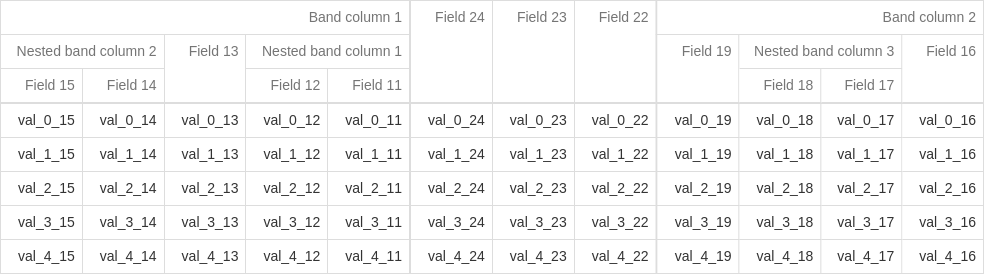 Band column 1 Field 24 Field 23 Field 22 Band column 2
Nested band column 2 Field 13 Nested band column 1 Field 19 Nested band column 3 Field 16
Field 15 Field 14 Field 12 Field 11 Field 18 Field 17
val_0_15 val_0_14 val_0_13 val_0_12 val_0_11 val_0_24 val_0_23 val_0_22 val_0_19 val_0_18 val_0_17 val_0_16
val_1_15 val_1_14 val_1_13 val_1_12 val_1_11 val_1_24 val_1_23 val_1_22 val_1_19 val_1_18 val_1_17 val_1_16
val_2_15 val_2_14 val_2_13 val_2_12 val_2_11 val_2_24 val_2_23 val_2_22 val_2_19 val_2_18 val_2_17 val_2_16
val_3_15 val_3_14 val_3_13 val_3_12 val_3_11 val_3_24 val_3_23 val_3_22 val_3_19 val_3_18 val_3_17 val_3_16
val_4_15 val_4_14 val_4_13 val_4_12 val_4_11 val_4_24 val_4_23 val_4_22 val_4_19 val_4_18 val_4_17 val_4_16